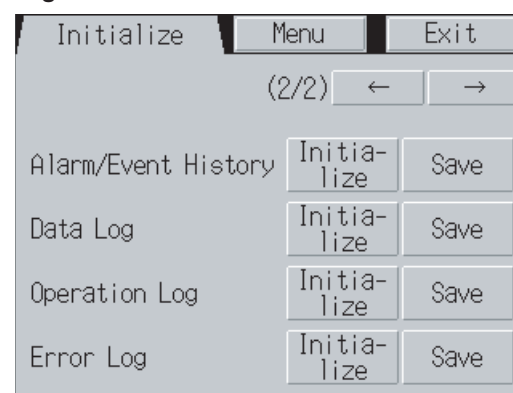 Initialize Menu Exit
(2/2) ← →
Alarm/Event History Initia-
lize Save
Data Log Initia-
lize Save
Operation Log Initia-
lize Save
Error Log Initia-
lize Save